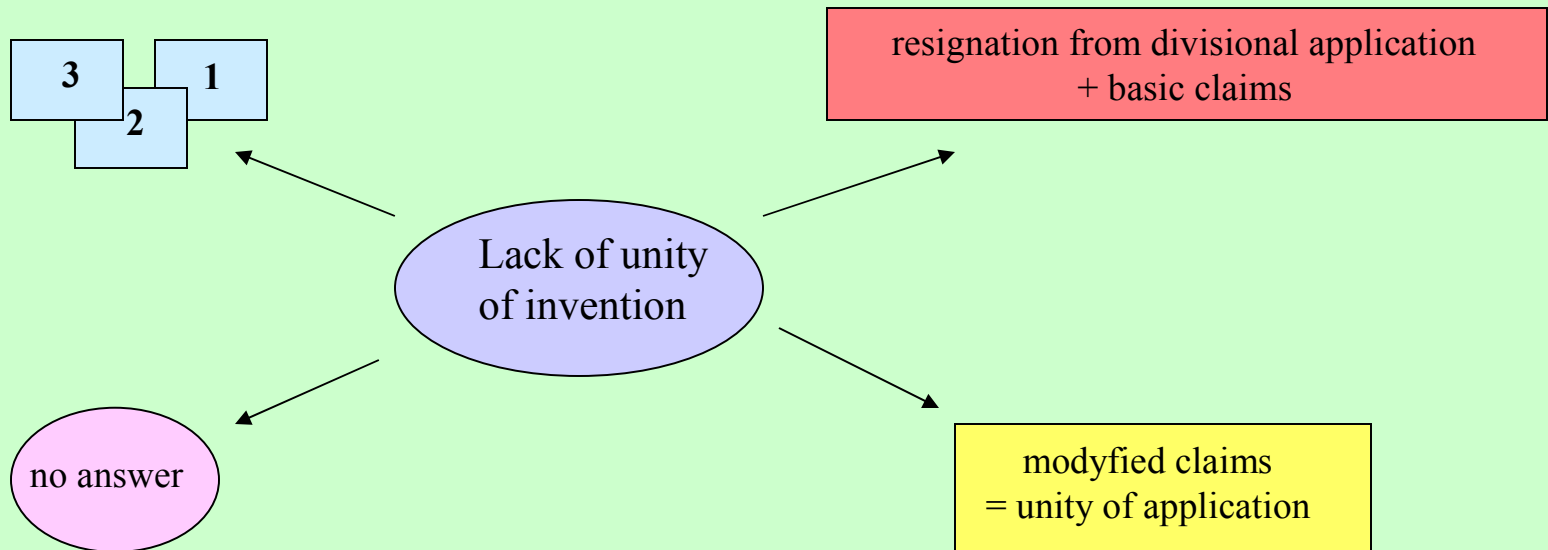 3
1
2
resignation from divisional application
+ basic claims
Lack of unity
of invention
no answer
modyfied claims
= unity of application